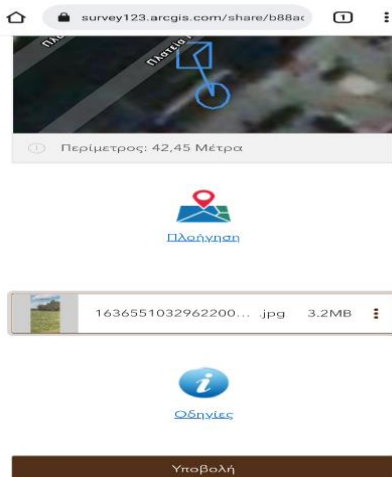 survey123.arcgis.com/share/b88a 1
Πλατεία
Περίμετρος: 42,45 Μέτρα
Πλοήγηση
1636551032962200... .jpg 3.2MB
Οδηγίες
Υποβολή